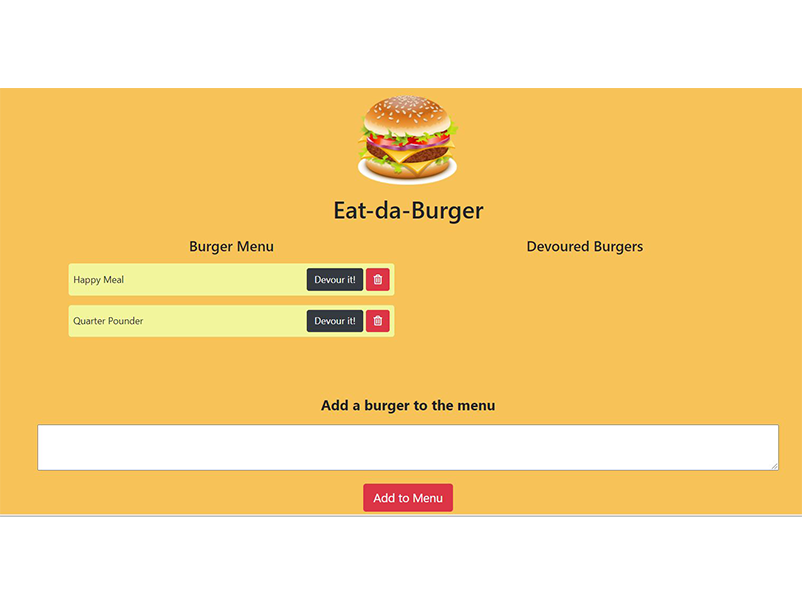 Eat-da-Burger
Burger Menu
Happy Meal Devour it!
Quarter Pounder Devour it!
Devoured Burgers
Add a burger to the menu
Add to Menu